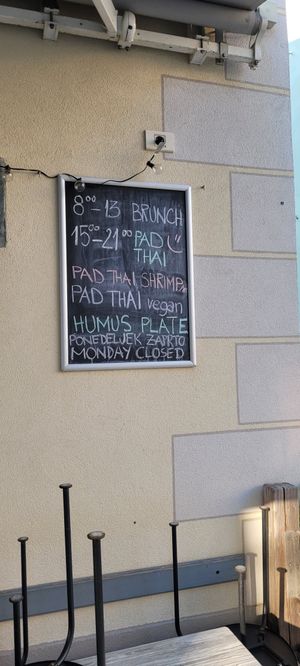 8⁰⁰-13 BRUNCH
15⁰⁰-21⁰⁰ PAD
THAI
PAD THAI SHRIMP
PAD THAI vegan
HUMUS PLATE
PONEDELJEK ZAPRTO
MONDAY CLOSED